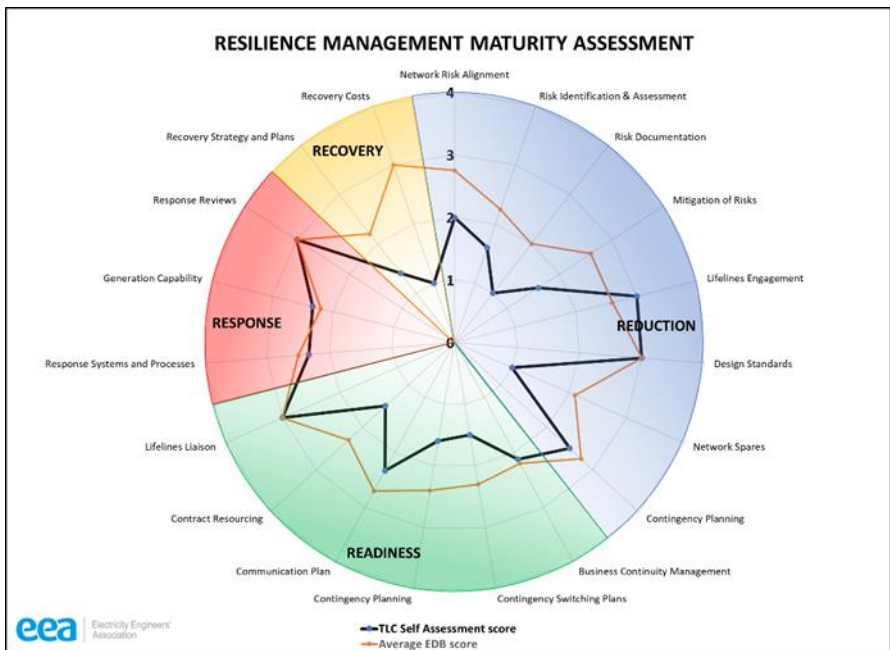 RESILIENCE MANAGEMENT MATURITY ASSESSMENT
Network Risk Alignment
Recovery Costs
4
Risk Identification & Assessment
Recovery Strategy and Plans
Risk Documentation
RECOVERY
3
Response Reviews
Mitigation of Risks
2
Generation Capability
Lifelines Engagement
1
RESPONSE
REDUCTION
0
Response Systems and Processes
Design Standards
Lifelines Liaison
Network Spares
Contract Resourcing
Contingency Planning
READINESS
Communication Plan
Business Continuity Management
Contingency Planning
Contingency Switching Plans
eea
Electricity Engineers'
Association
TLC Self Assessment score
Average EDB score